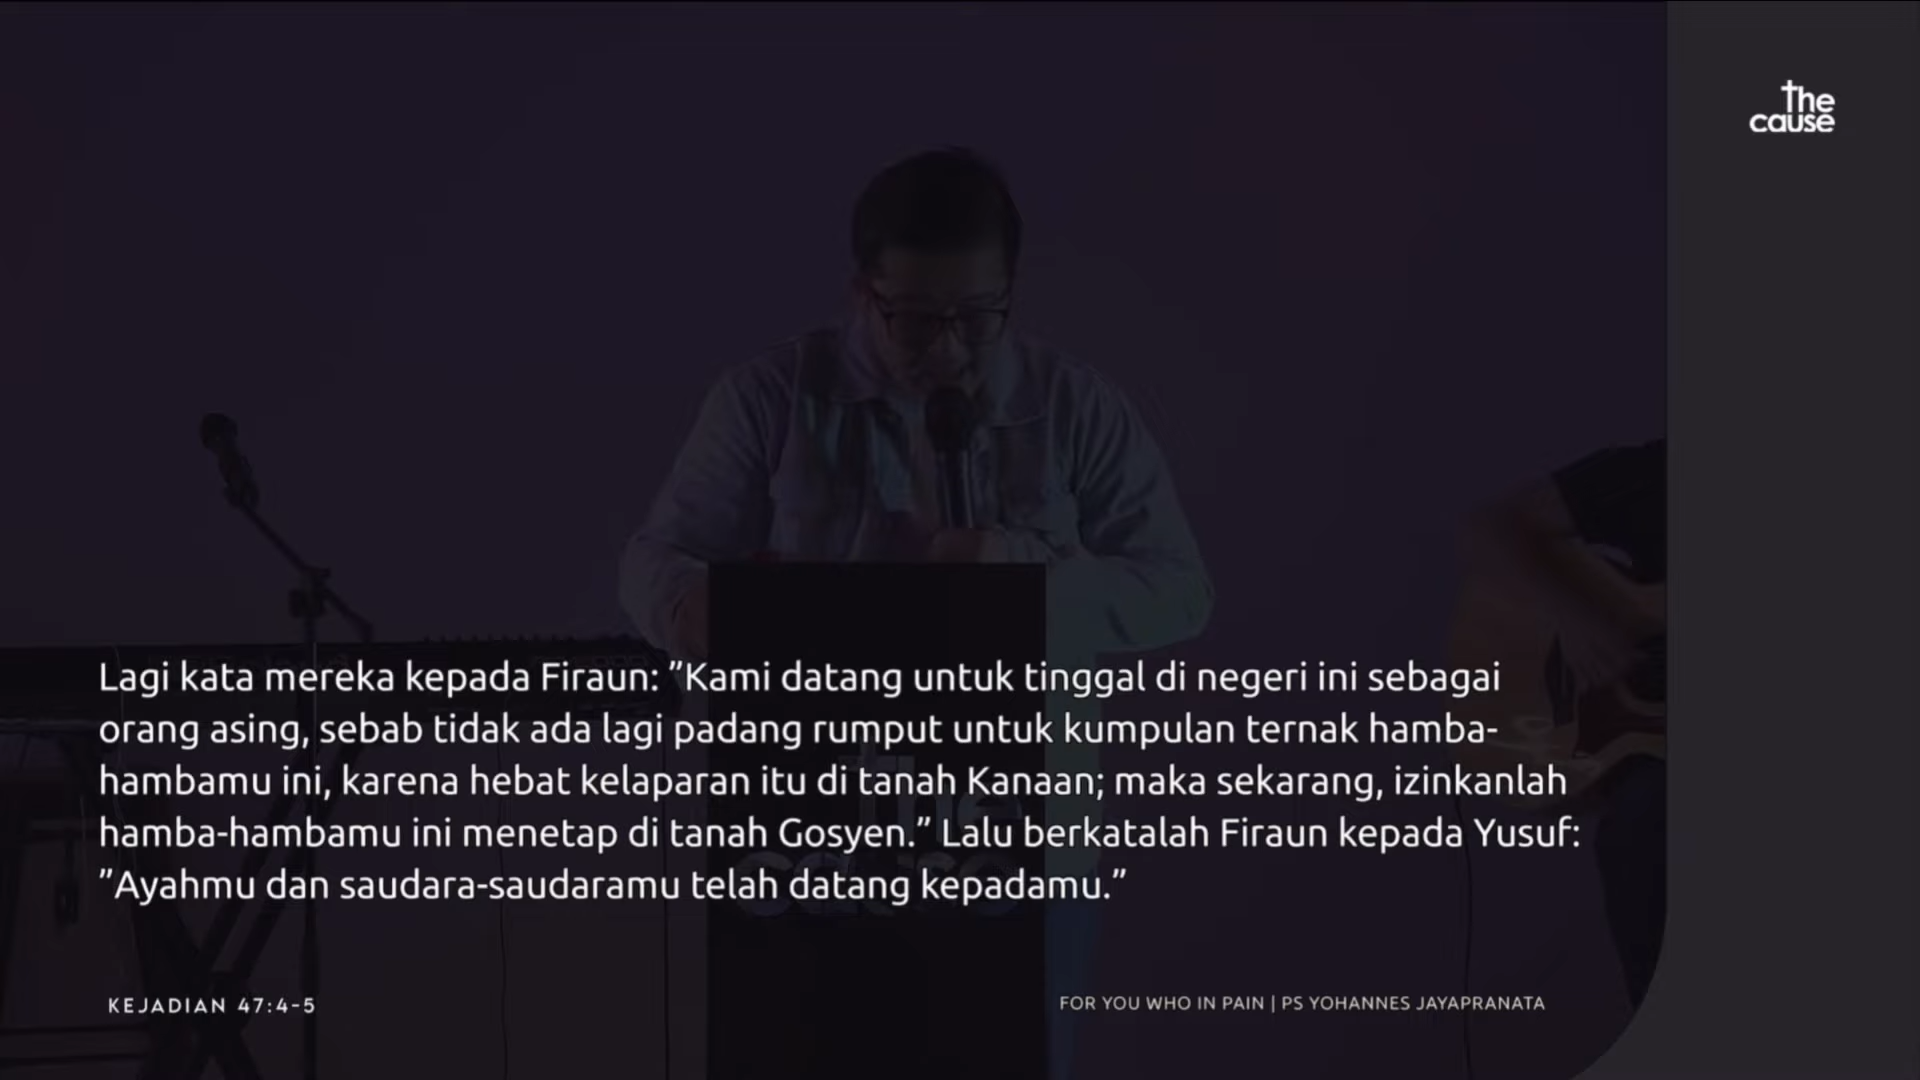 the
cause
Lagi kata mereka kepada Firaun: ”Kami datang untuk tinggal di negeri ini sebagai
orang asing, sebab tidak ada lagi padang rumput untuk kumpulan ternak hamba-
hambamu ini, karena hebat kelaparan itu di tanah Kanaan; maka sekarang, izinkanlah
hamba-hambamu ini menetap di tanah Gosyen.” Lalu berkatalah Firaun kepada Yusuf:
”Ayahmu dan saudara-saudaramu telah datang kepadamu.”
KEJADIAN 47:4-5
FOR YOU WHO IN PAIN | PS YOHANNES JAYAPRANATA